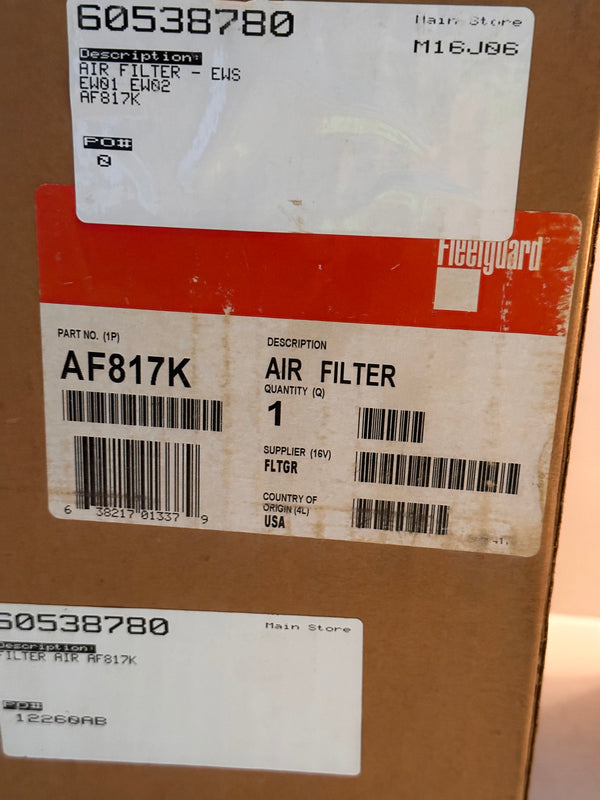 60538780
Main Store
M16J06
Description:
AIR FILTER - EWS
EW01 EW02
AF817K
PO#
0
Fleetguard®
PART NO. (1P)
AF817K
DESCRIPTION
AIR FILTER
QUANTITY (Q)
1
SUPPLIER (16V)
FLTGR
COUNTRY OF
ORIGIN (4L)
USA
6 38217 01337 9
60538780
Main Store
Description:
FILTER AIR AF817K
PO#
12260AB